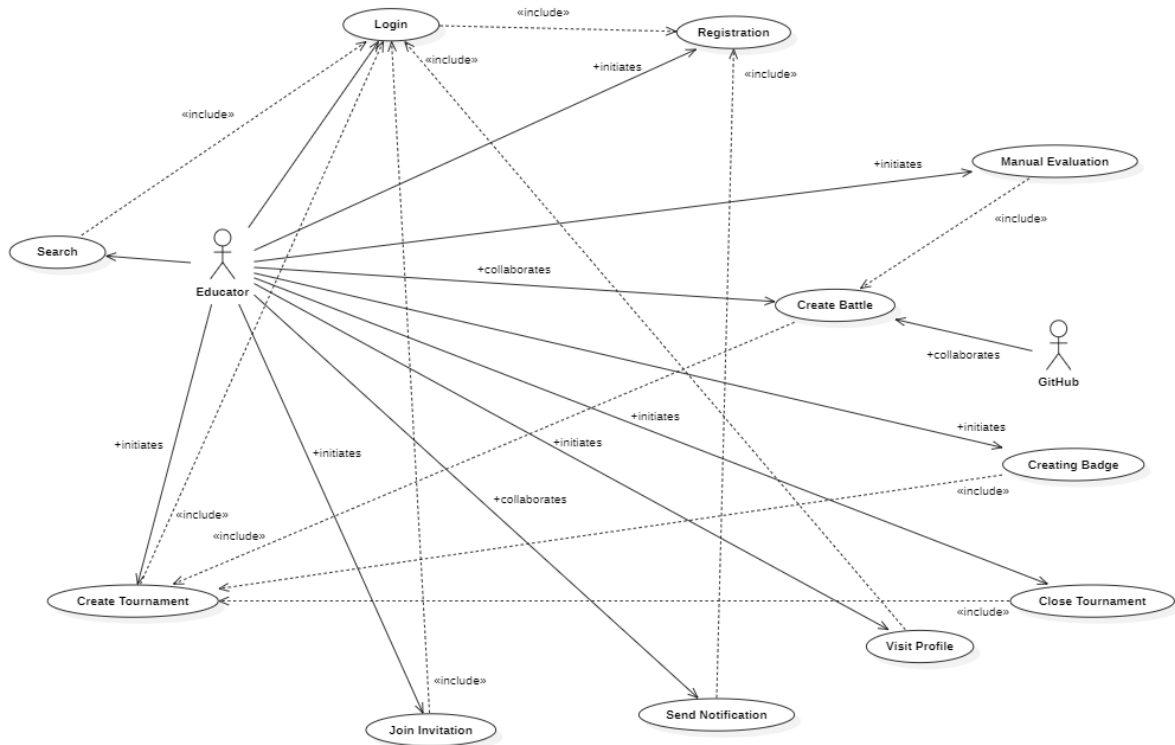 Login
«include»
Registration
«include»
+initiates
«include»
«include»
Manual Evaluation
+initiates
«include»
Search
Educator
+collaborates
Create Battle
+collaborates
GitHub
+initiates
+initiates
+initiates
+initiates
+initiates
Creating Badge
«include»
+collaborates
«include»
«include»
Create Tournament
Close Tournament
«include»
Visit Profile
«include»
Send Notification
Join Invitation